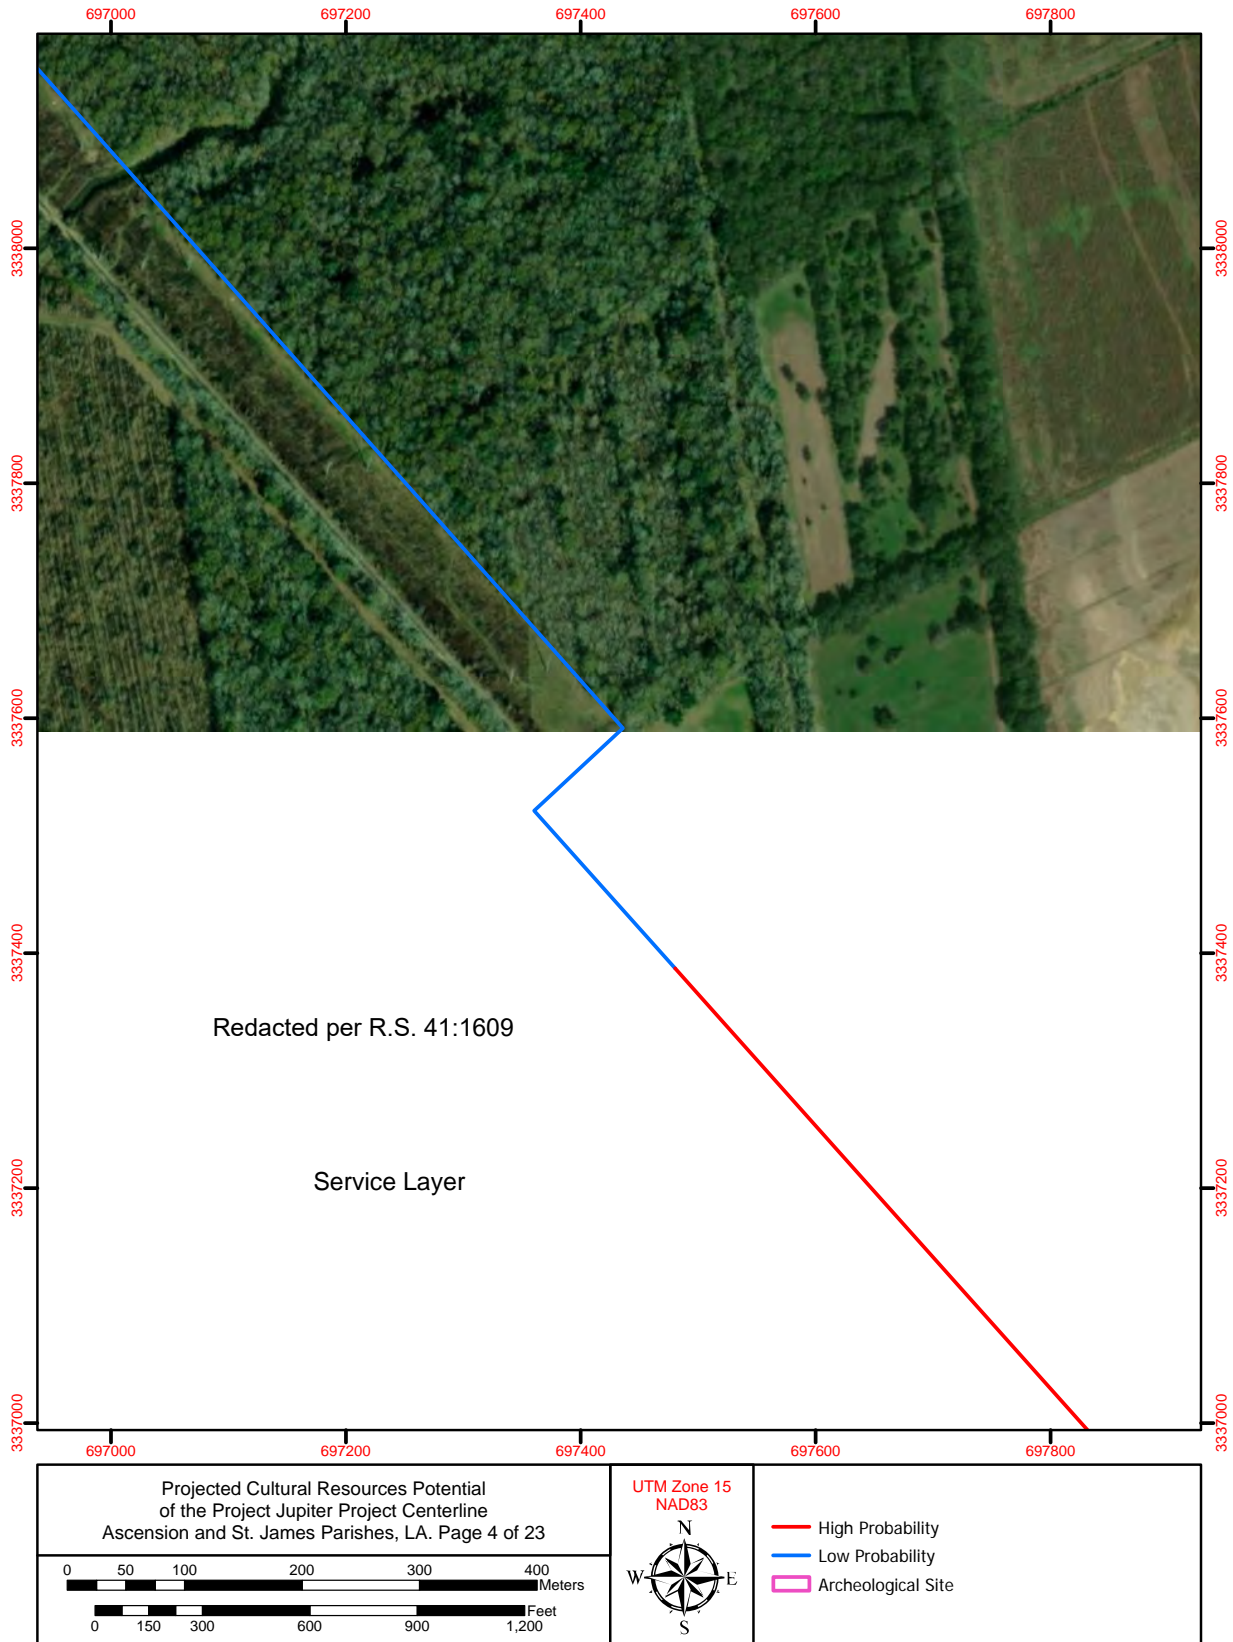 697000 697200 697400 697600 697800
3338000 3338000
3337800 3337800
3337600 3337600
3337400 3337400
Redacted per R.S. 41:1609
Service Layer
3337200 3337200
3337000 3337000
697000 697200 697400 697600 697800
Projected Cultural Resources Potential
of the Project Jupiter Project Centerline
Ascension and St. James Parishes, LA. Page 4 of 23
0 50 100 200 300 400
Meters
Feet
0 150 300 600 900 1,200
UTM Zone 15
NAD83
N
W E
S
High Probability
Low Probability
Archeological Site